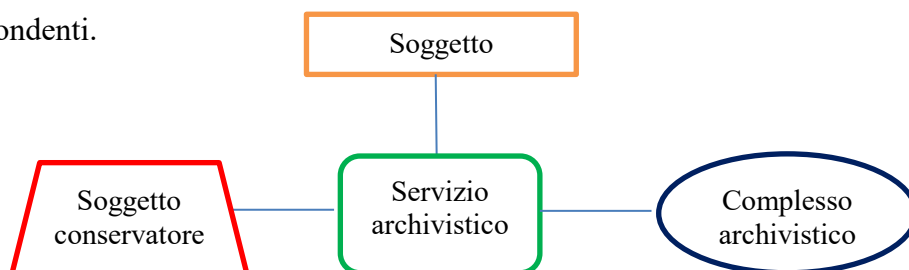 ondenti.
Soggetto
Soggetto
conservatore
Servizio
archivistico
Complesso
archivistico